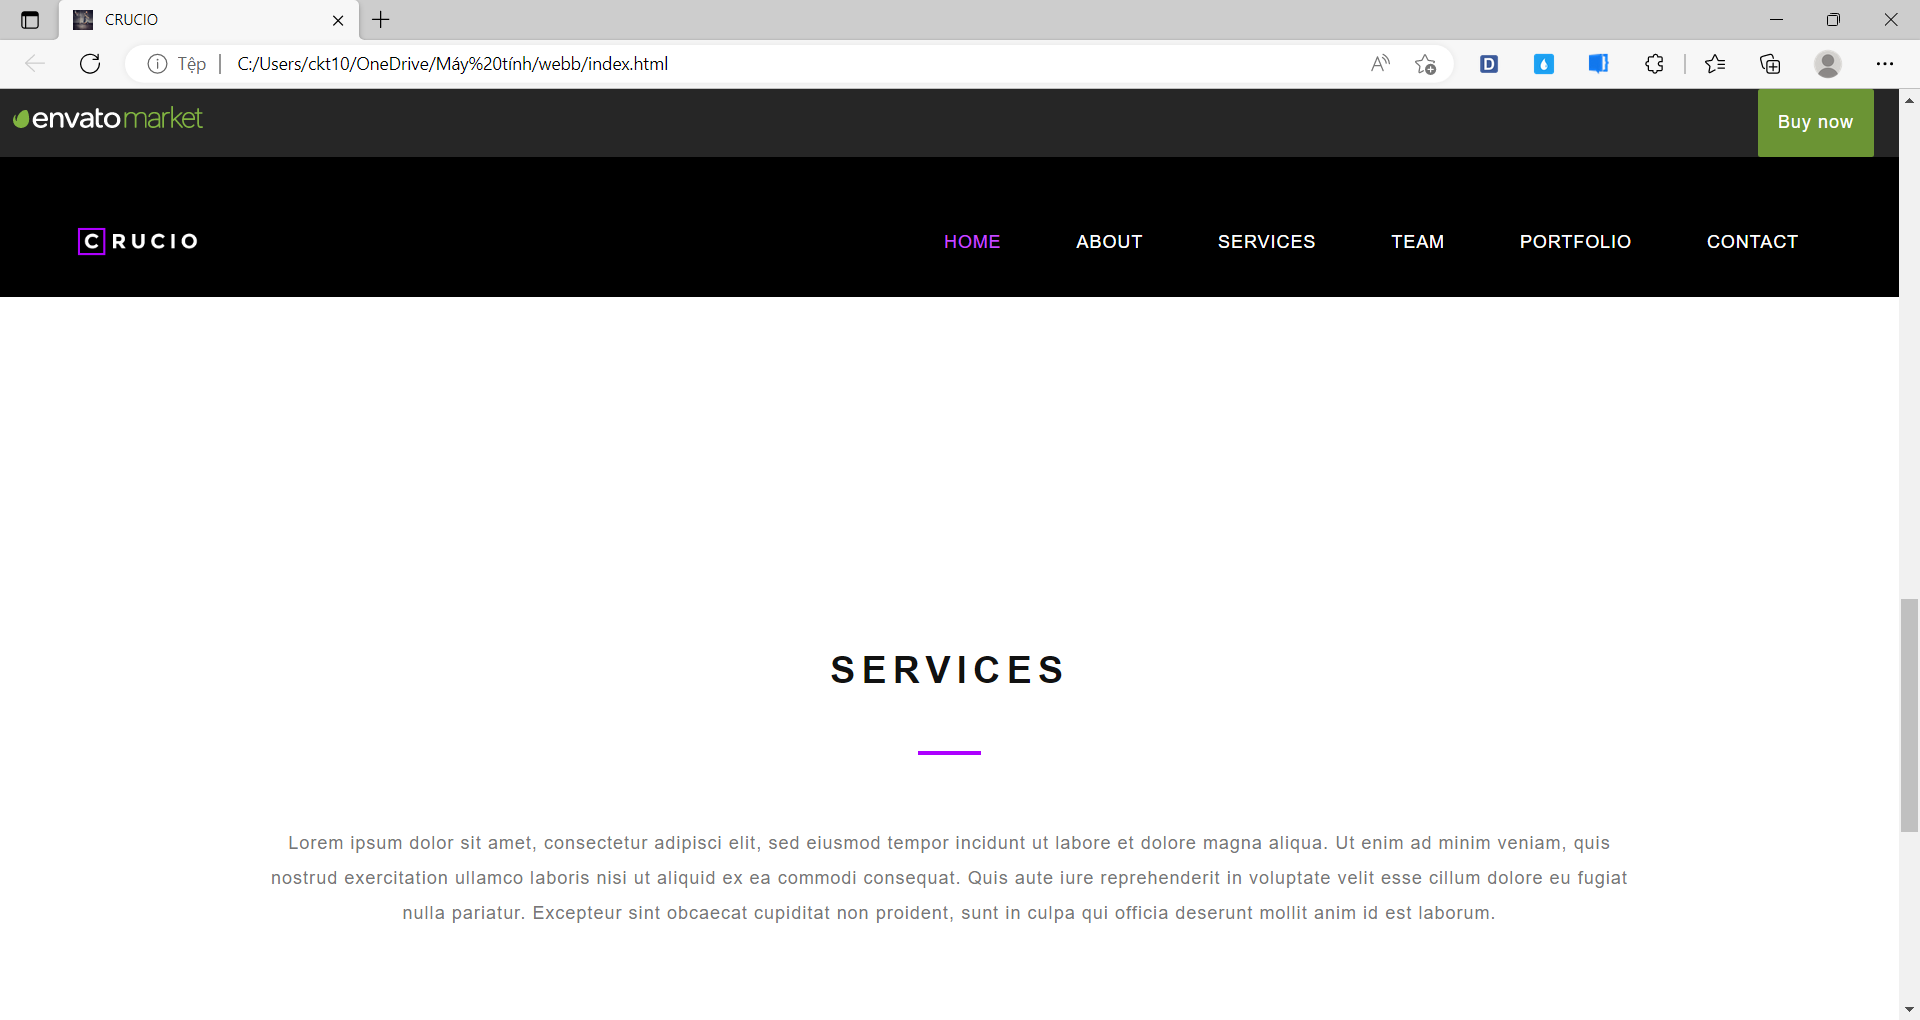 CRUCIO
Tệp
C:/Users/ckt10/OneDrive/Máy%20tính/webb/index.html
envatomarket
Buy now
CRUCIO
HOME ABOUT SERVICES TEAM PORTFOLIO CONTACT
SERVICES
Lorem ipsum dolor sit amet, consectetur adipisci elit, sed eiusmod tempor incidunt ut labore et dolore magna aliqua. Ut enim ad minim veniam, quis
nostrud exercitation ullamco laboris nisi ut aliquid ex ea commodi consequat. Quis aute iure reprehenderit in voluptate velit esse cillum dolore eu fugiat
nulla pariatur. Excepteur sint obcaecat cupiditat non proident, sunt in culpa qui officia deserunt mollit anim id est laborum.